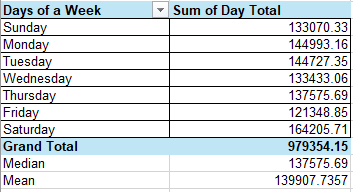 Days of a Week Sum of Day Total
Sunday 133070.33
Monday 144993.16
Tuesday 144727.35
Wednesday 133433.06
Thursday 137575.69
Friday 121348.85
Saturday 164205.71
Grand Total 979354.15
Median 137575.69
Mean 139907.7357